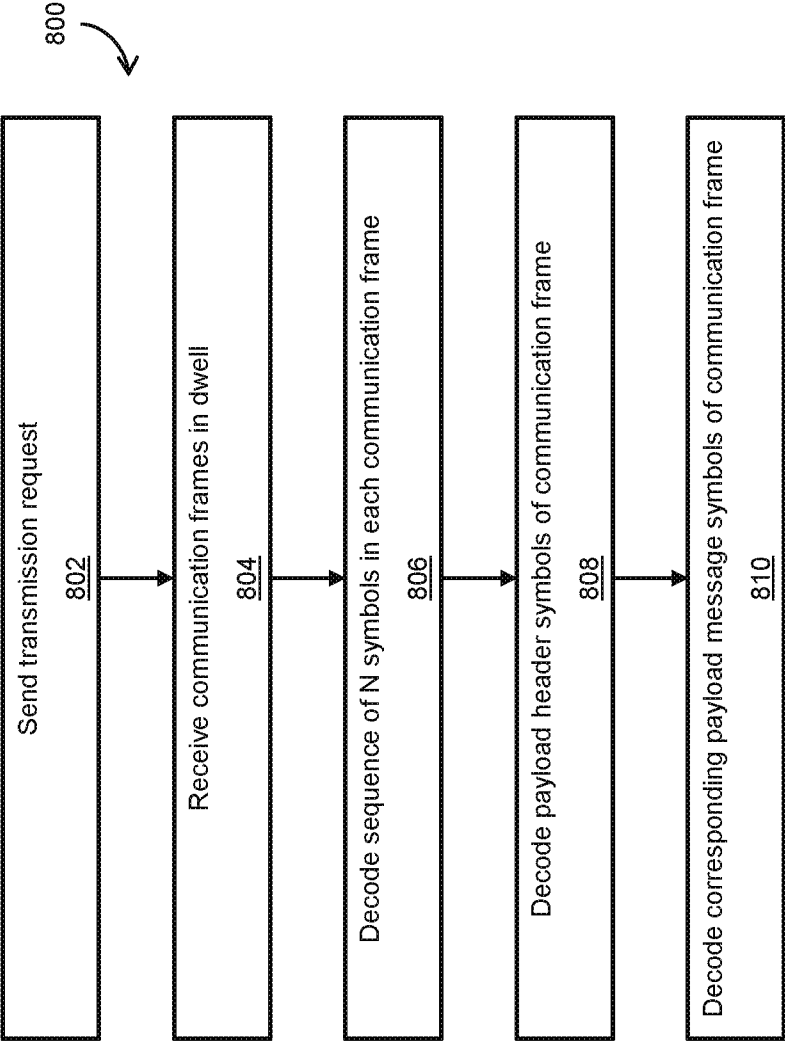 800
Send transmission request
802
Receive communication frames in dwell
804
Decode sequence of N symbols in each communication frame
806
Decode payload header symbols of communication frame
808
Decode corresponding payload message symbols of communication frame
810